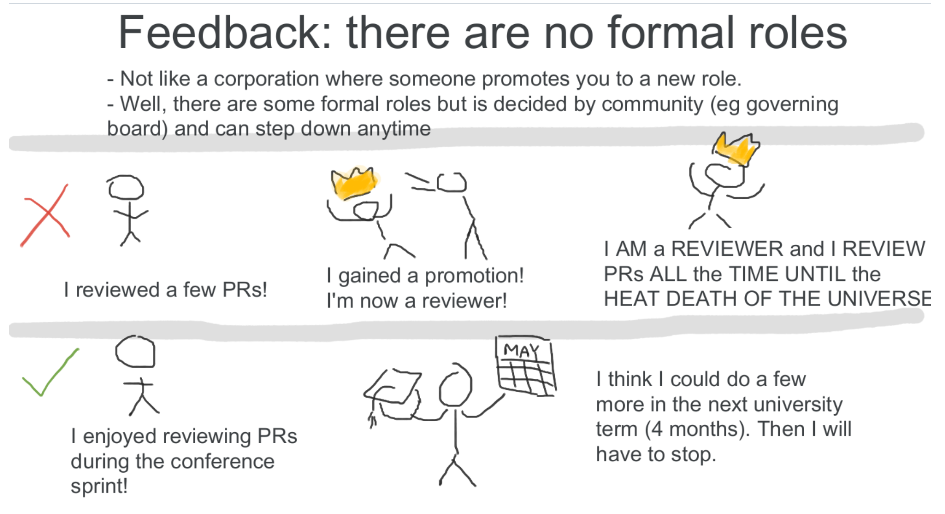 Feedback: there are no formal roles
- Not like a corporation where someone promotes you to a new role.
- Well, there are some formal roles but is decided by community (eg governing
board) and can step down anytime
I reviewed a few PRs!
I gained a promotion!
I'm now a reviewer!
I AM a REVIEWER and I REVIEW
PRs ALL the TIME UNTIL the
HEAT DEATH OF THE UNIVERSE
MAY
I enjoyed reviewing PRs
during the conference
sprint!
I think I could do a few
more in the next university
term (4 months). Then I will
have to stop.